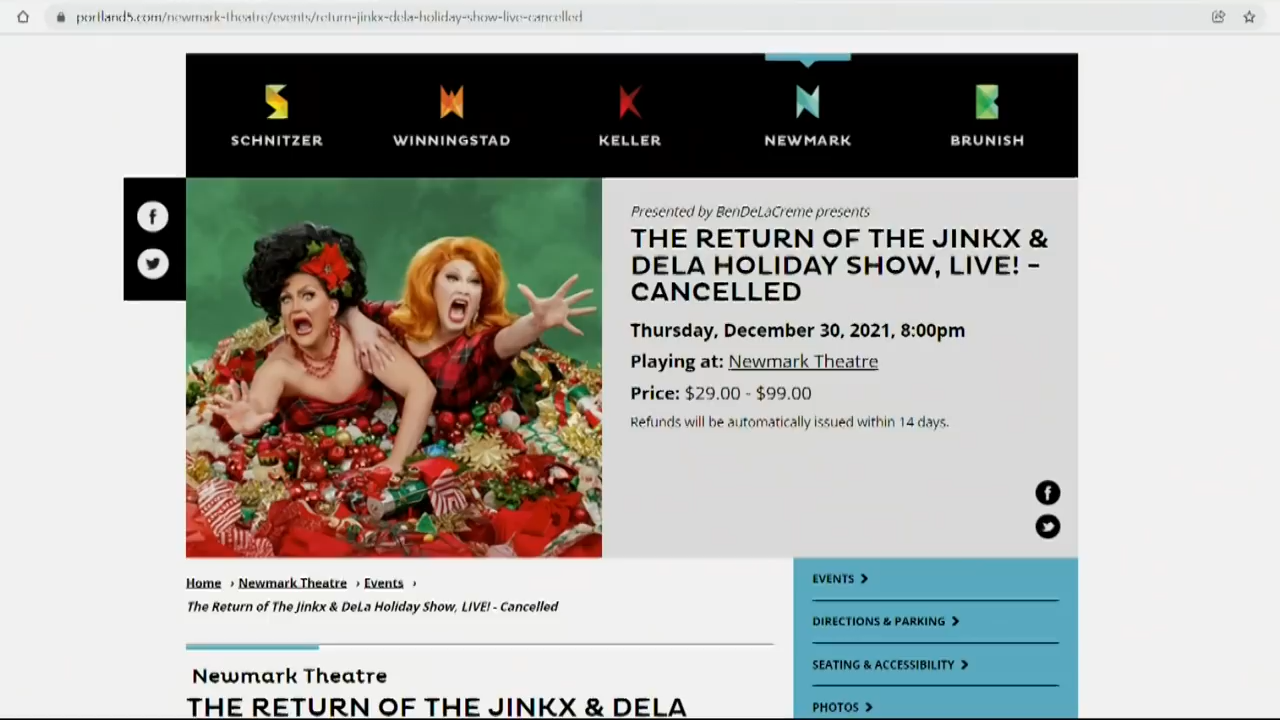 portland5.com/newmark-theatre/events/return-jinkx-dela-holiday-show-live-cancelled
SCHNITZER
WINNINGSTAD
KELLER
NEWMARK
BRUNISH
Presented by BenDeLaCreme presents
THE RETURN OF THE JINKX &
DELA HOLIDAY SHOW, LIVE! -
CANCELLED
Thursday, December 30, 2021, 8:00pm
Playing at: Newmark Theatre
Price: $29.00 - $99.00
Refunds will be automatically issued within 14 days.
Home › Newmark Theatre › Events ›
The Return of The Jinkx & DeLa Holiday Show, LIVE! - Cancelled
Newmark Theatre
THE RETURN OF THE JINKX & DELA
EVENTS
DIRECTIONS & PARKING
SEATING & ACCESSIBILITY
PHOTOS